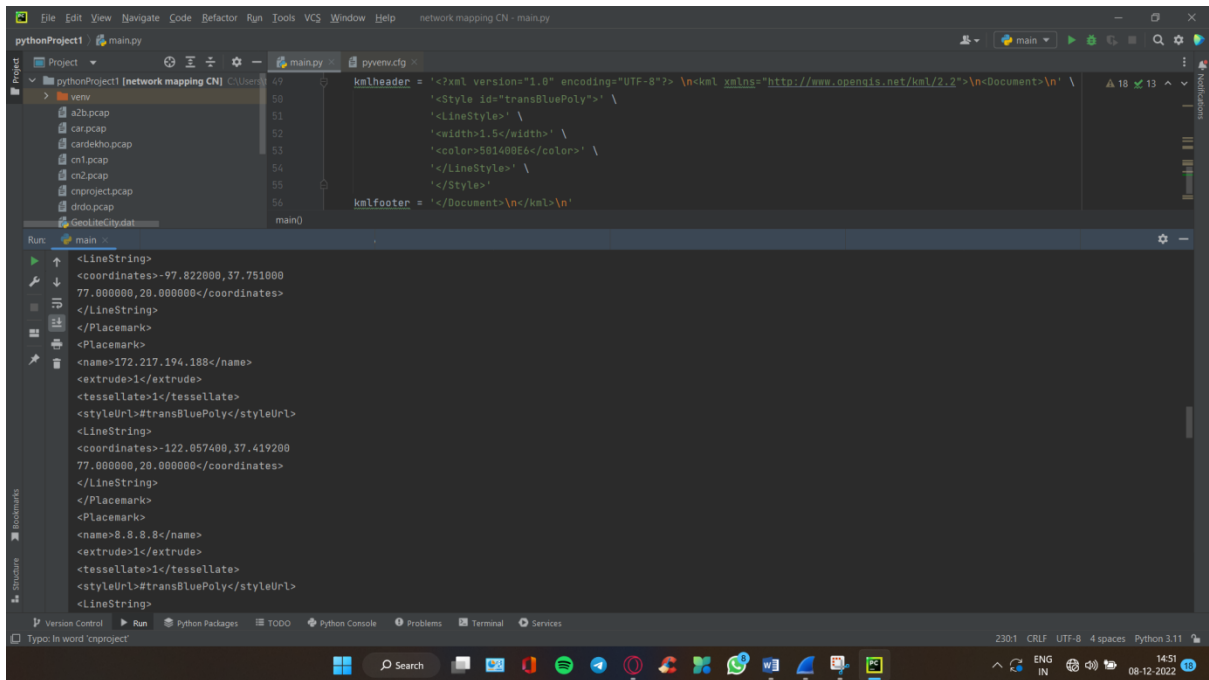 File Edit View Navigate Code Refactor Run Tools VCS Window Help network mapping CN - main.py
pythonProject1 main.py main
Project main.py pyvenv.cfg
pythonProject1 [network mapping CN] C:\Users
venv
a2b.pcap
car.pcap
cardekho.pcap
cn1.pcap
cn2.pcap
cnproject.pcap
drdo.pcap
GeoLiteCity.dat
49 kmlheader = '<?xml version="1.0" encoding="UTF-8"?> \n<kml xmlns="http://www.opengis.net/kml/2.2">\n<Document>\n' \
50 '<Style id="transBluePoly">' \
51 '<LineStyle>' \
52 '<width>1.5</width>' \
53 '<color>501400E6</color>' \
54 '</LineStyle>' \
55 '</Style>'
56 kmlfooter = '</Document>\n</kml>\n'
main()
18 13
Project
Notifications
Run: main
<LineString>
<coordinates>-97.822000,37.751000
77.000000,20.000000</coordinates>
</LineString>
</Placemark>
<Placemark>
<name>172.217.194.188</name>
<extrude>1</extrude>
<tessellate>1</tessellate>
<styleUrl>#transBluePoly</styleUrl>
<LineString>
<coordinates>-122.057400,37.419200
77.000000,20.000000</coordinates>
</LineString>
</Placemark>
<Placemark>
<name>8.8.8.8</name>
<extrude>1</extrude>
<tessellate>1</tessellate>
<styleUrl>#transBluePoly</styleUrl>
<LineString>
Bookmarks
Structure
Version Control Run Python Packages TODO Python Console Problems Terminal Services
Typo: In word 'cnproject' 230:1 CRLF UTF-8 4 spaces Python 3.11
Search
8
ENG
IN
14:51
08-12-2022
18